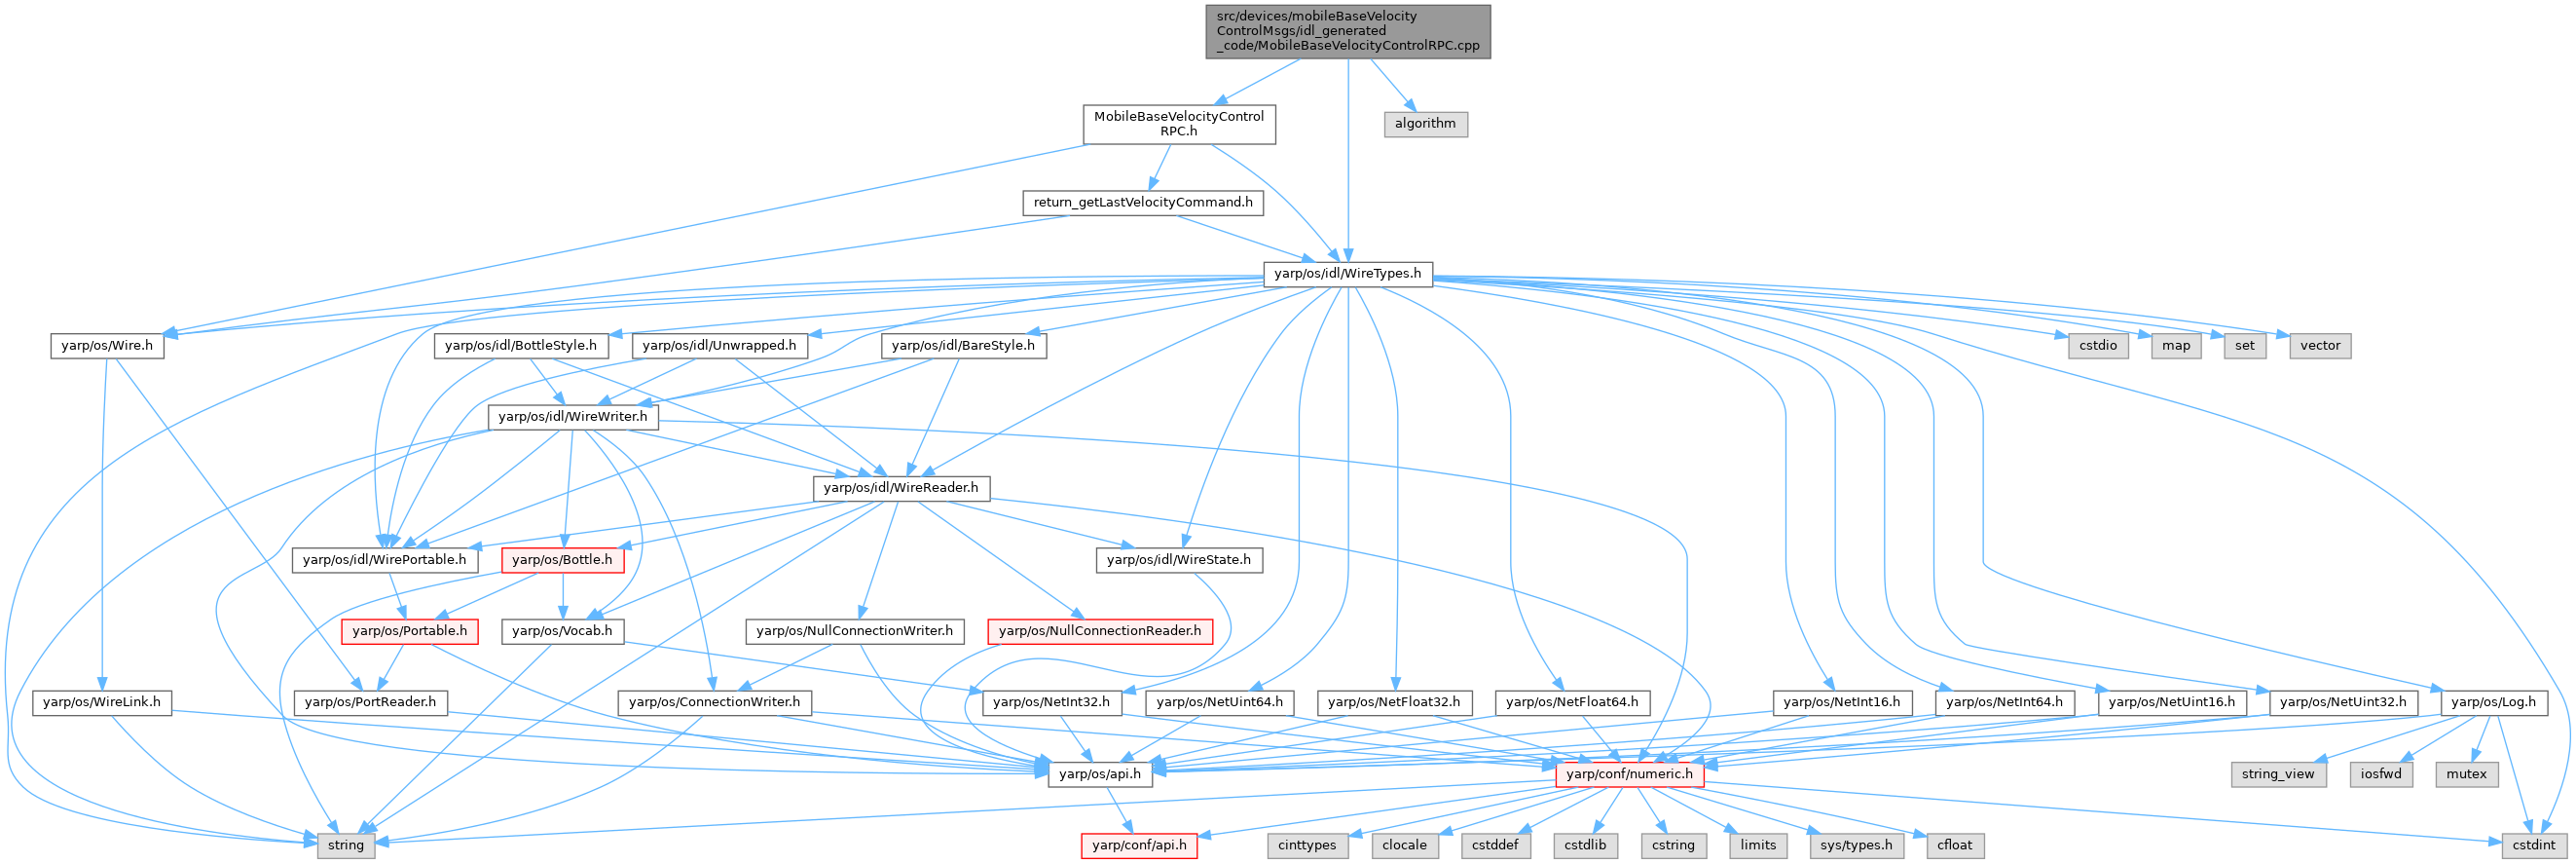 src/devices/mobileBaseVelocity
ControlMsgs/idl_generated
_code/MobileBaseVelocityControlRPC.cpp
MobileBaseVelocityControl
RPC.h
algorithm
return_getLastVelocityCommand.h
yarp/os/idl/WireTypes.h
yarp/os/Wire.h
yarp/os/idl/BottleStyle.h
yarp/os/idl/Unwrapped.h
yarp/os/idl/BareStyle.h
cstdio
map
set
vector
yarp/os/idl/WireWriter.h
yarp/os/idl/WireReader.h
yarp/os/idl/WirePortable.h
yarp/os/Bottle.h
yarp/os/idl/WireState.h
yarp/os/Portable.h
yarp/os/Vocab.h
yarp/os/NullConnectionWriter.h
yarp/os/NullConnectionReader.h
yarp/os/WireLink.h
yarp/os/PortReader.h
yarp/os/ConnectionWriter.h
yarp/os/NetInt32.h
yarp/os/NetUint64.h
yarp/os/NetFloat32.h
yarp/os/NetFloat64.h
yarp/os/NetInt16.h
yarp/os/NetInt64.h
yarp/os/NetUint16.h
yarp/os/NetUint32.h
yarp/os/Log.h
yarp/os/api.h
yarp/conf/numeric.h
string_view
iosfwd
mutex
string
yarp/conf/api.h
cinttypes
clocale
cstddef
cstdlib
cstring
limits
sys/types.h
cfloat
cstdint